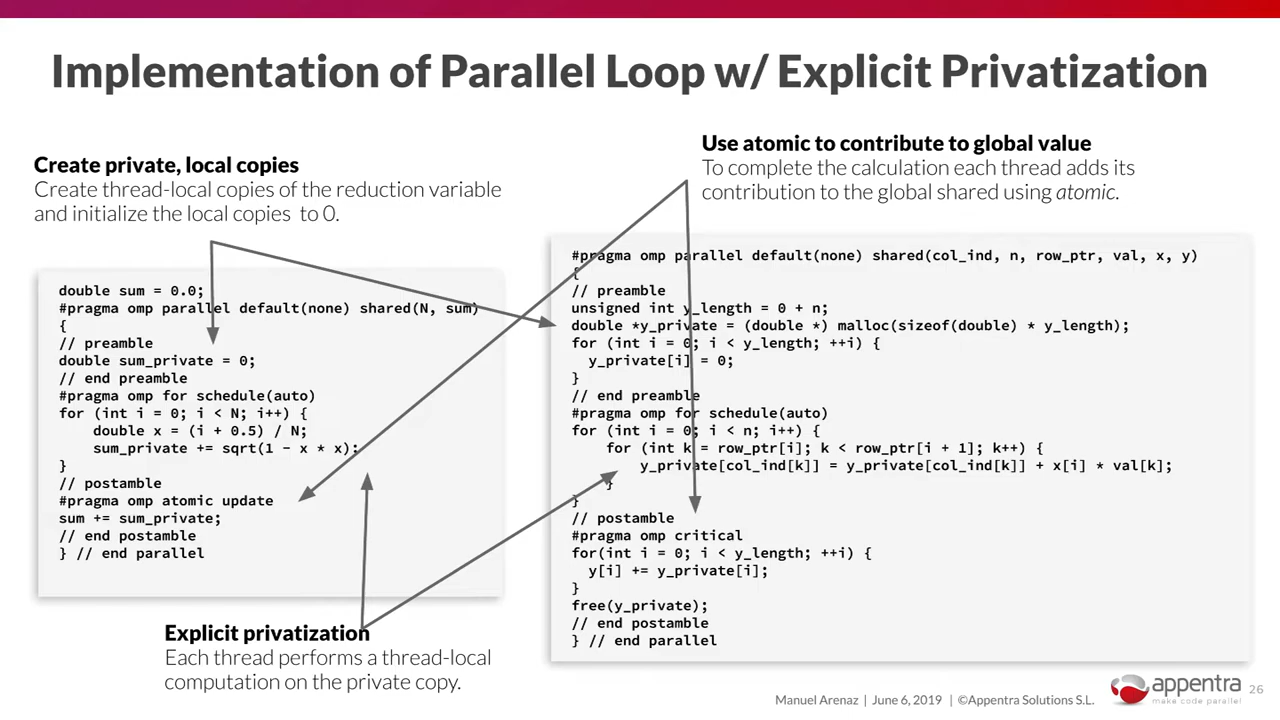 Implementation of Parallel Loop w/ Explicit Privatization
Create private, local copies
Create thread-local copies of the reduction variable
and initialize the local copies  to 0.
Use atomic to contribute to global value
To complete the calculation each thread adds its
contribution to the global shared using atomic.
double sum = 0.0;
#pragma omp parallel default(none) shared(N, sum)
{
// preamble
double sum_private = 0;
// end preamble
#pragma omp for schedule(auto)
for (int i = 0; i < N; i++) {
    double x = (i + 0.5) / N;
    sum_private += sqrt(1 - x * x);
}
// postamble
#pragma omp atomic update
sum += sum_private;
// end postamble
} // end parallel
#pragma omp parallel default(none) shared(col_ind, n, row_ptr, val, x, y)
{
// preamble
unsigned int y_length = 0 + n;
double *y_private = (double *) malloc(sizeof(double) * y_length);
for (int i = 0; i < y_length; ++i) {
  y_private[i] = 0;
}
// end preamble
#pragma omp for schedule(auto)
for (int i = 0; i < n; i++) {
    for (int k = row_ptr[i]; k < row_ptr[i + 1]; k++) {
        y_private[col_ind[k]] = y_private[col_ind[k]] + x[i] * val[k];
    }
}
// postamble
#pragma omp critical
for(int i = 0; i < y_length; ++i) {
  y[i] += y_private[i];
}
free(y_private);
// end postamble
} // end parallel
Explicit privatization
Each thread performs a thread-local
computation on the private copy.
Manuel Arenaz | June 6, 2019 | ©Appentra Solutions S.L.
appentra
make code parallel
26